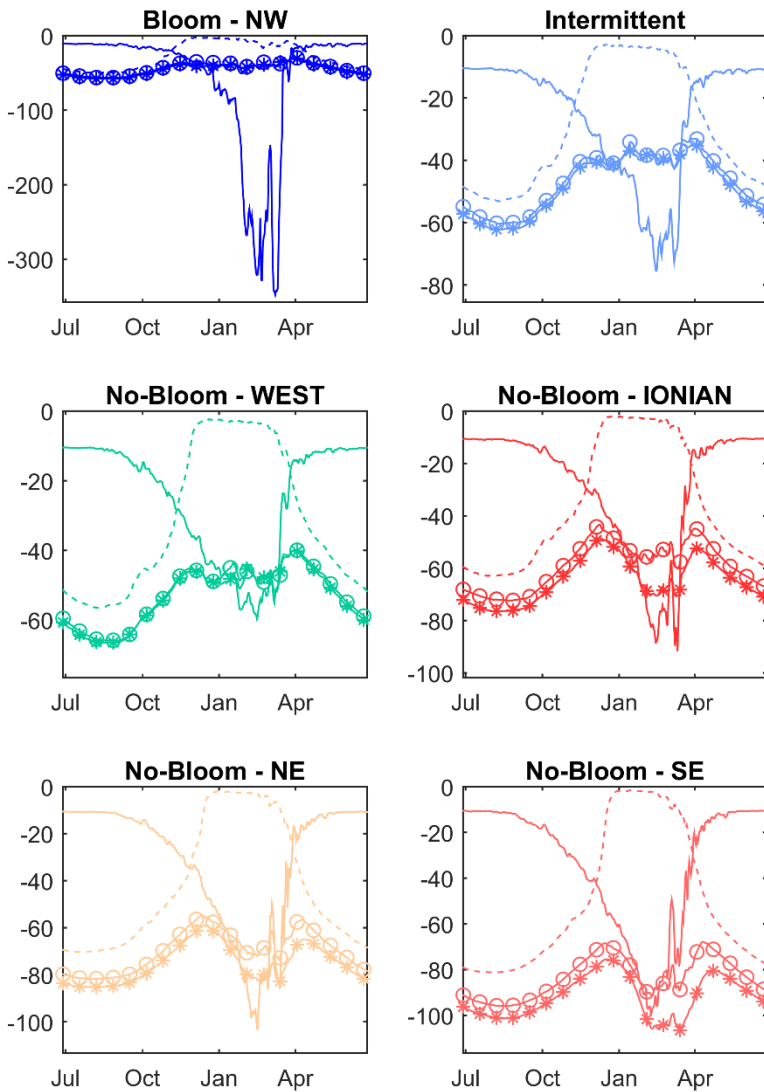 Bloom - NW
0
-100
-200
-300
Jul Oct Jan Apr
Intermittent
0
-20
-40
-60
-80
Jul Oct Jan Apr
No-Bloom - WEST
0
-20
-40
-60
Jul Oct Jan Apr
No-Bloom - IONIAN
0
-20
-40
-60
-80
-100
Jul Oct Jan Apr
No-Bloom - NE
0
-20
-40
-60
-80
-100
Jul Oct Jan Apr
No-Bloom - SE
0
-20
-40
-60
-80
-100
Jul Oct Jan Apr